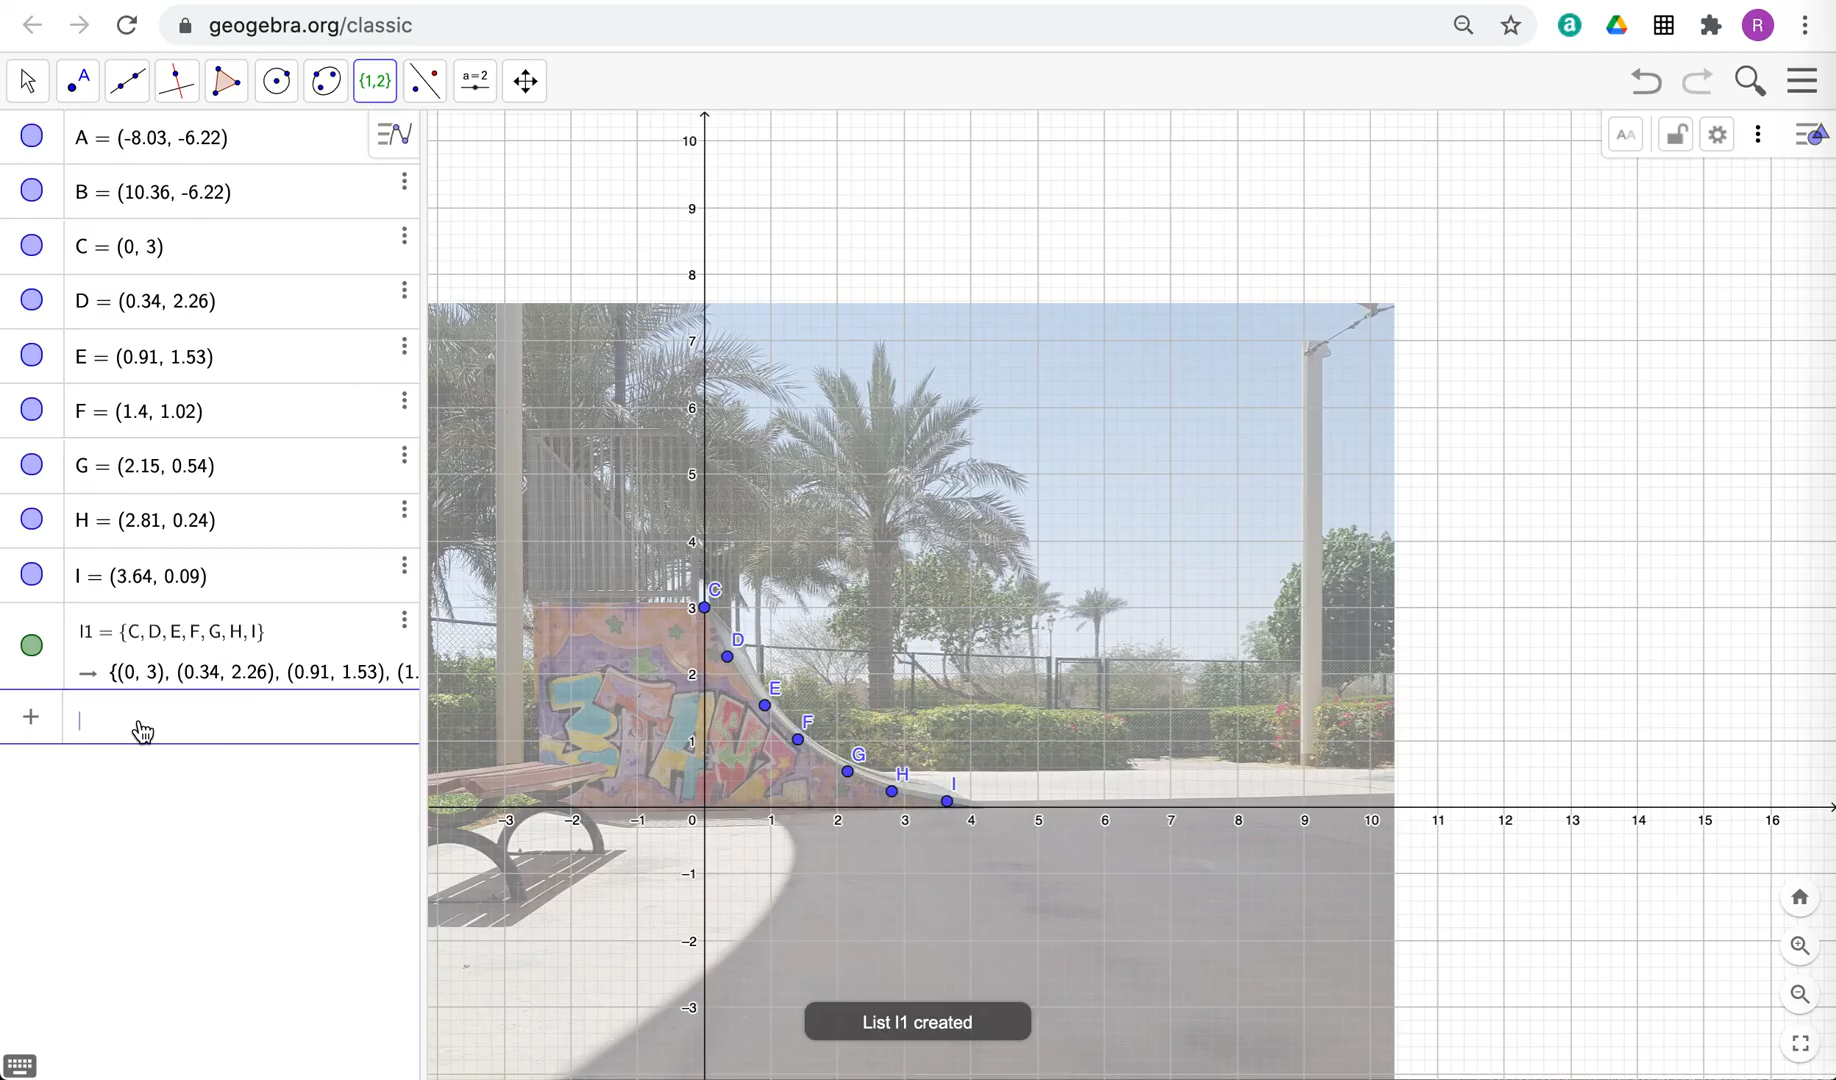 geogebra.org/classic
a
R
A
{1,2}
a=2
A = (-8.03, -6.22)
B = (10.36, -6.22)
C = (0, 3)
D = (0.34, 2.26)
E = (0.91, 1.53)
F = (1.4, 1.02)
G = (2.15, 0.54)
H = (2.81, 0.24)
I = (3.64, 0.09)
l1 = {C, D, E, F, G, H, I}
→ {(0, 3), (0.34, 2.26), (0.91, 1.53), (1.
+
AA
10
9
8
7
6
5
4
3
2
1
-3 -2 -1 0 1 2 3 4 5 6 7 8 9 10 11 12 13 14 15 16
-1
-2
-3
C
D
E
F
G
H
I
List l1 created